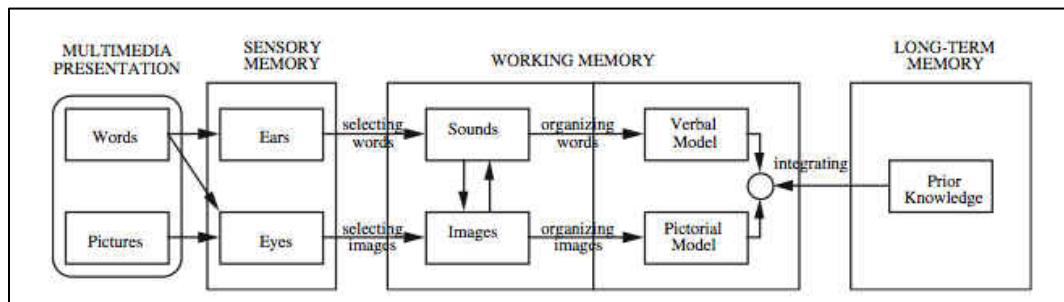 MULTIMEDIA
PRESENTATION
SENSORY
MEMORY
WORKING MEMORY
LONG-TERM
MEMORY
Words
Ears
selecting
words
Sounds
organizing
words
Verbal
Model
integrating
Prior
Knowledge
Pictures
Eyes
selecting
images
Images
organizing
images
Pictorial
Model